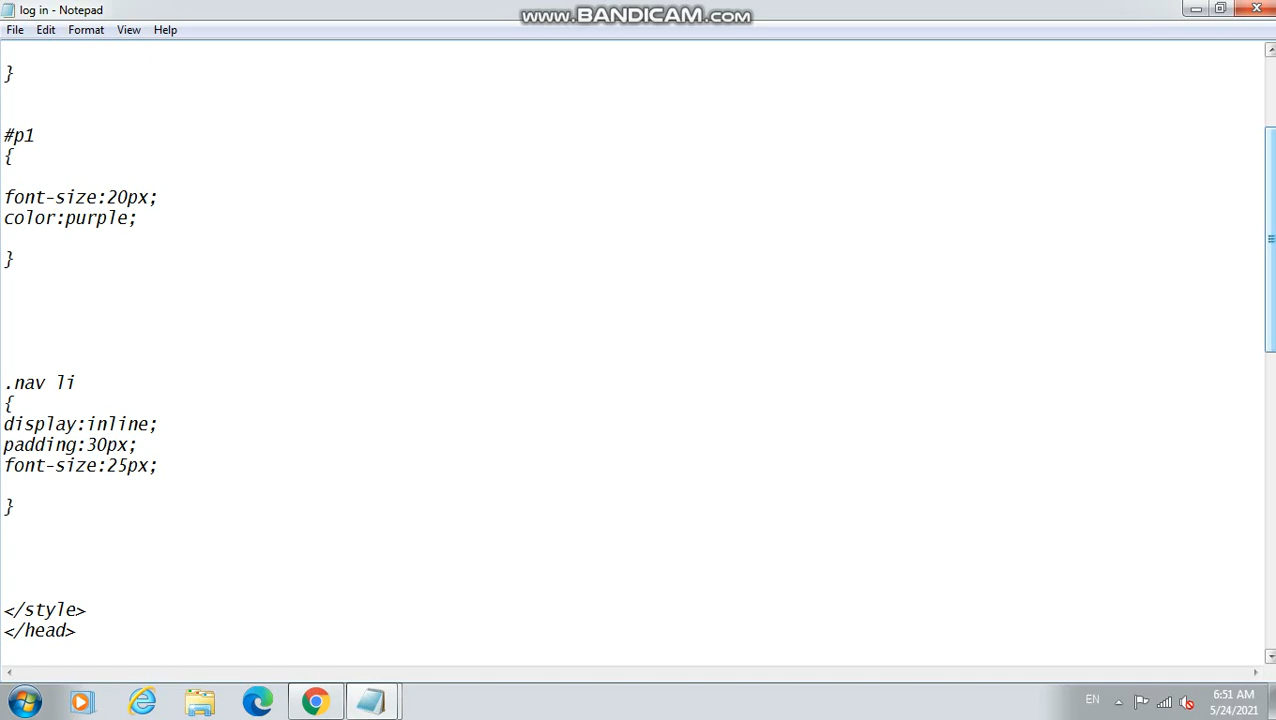 log in - Notepad
www.BANDICAM.com
File Edit Format View Help
}
#p1
{
font-size:20px;
color:purple;
}
.nav li
{
display:inline;
padding:30px;
font-size:25px;
}
</style>
</head>
EN
6:51 AM
5/24/2021